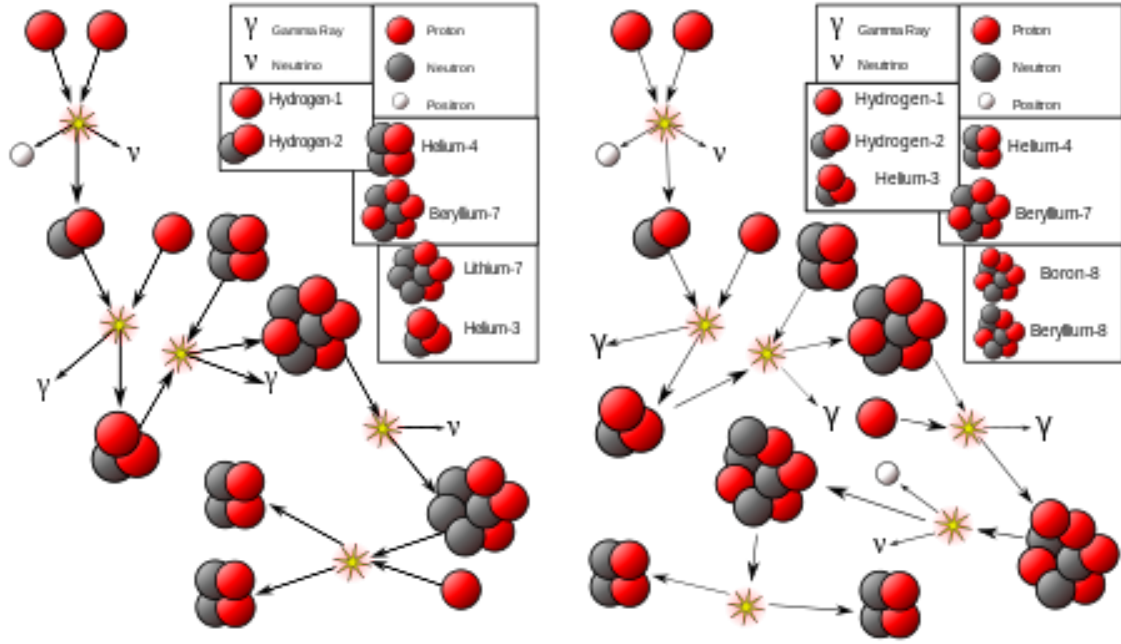 γ Gamma Ray
ν Neutrino
Proton
Neutron
Positron
Hydrogen-1
Hydrogen-2
Helium-4
Beryllium-7
Lithium-7
Helium-3
ν
γ
γ
ν
γ Gamma Ray
ν Neutrino
Proton
Neutron
Positron
Hydrogen-1
Hydrogen-2
Helium-3
Helium-4
Beryllium-7
Boron-8
Beryllium-8
ν
γ
γ
γ
ν